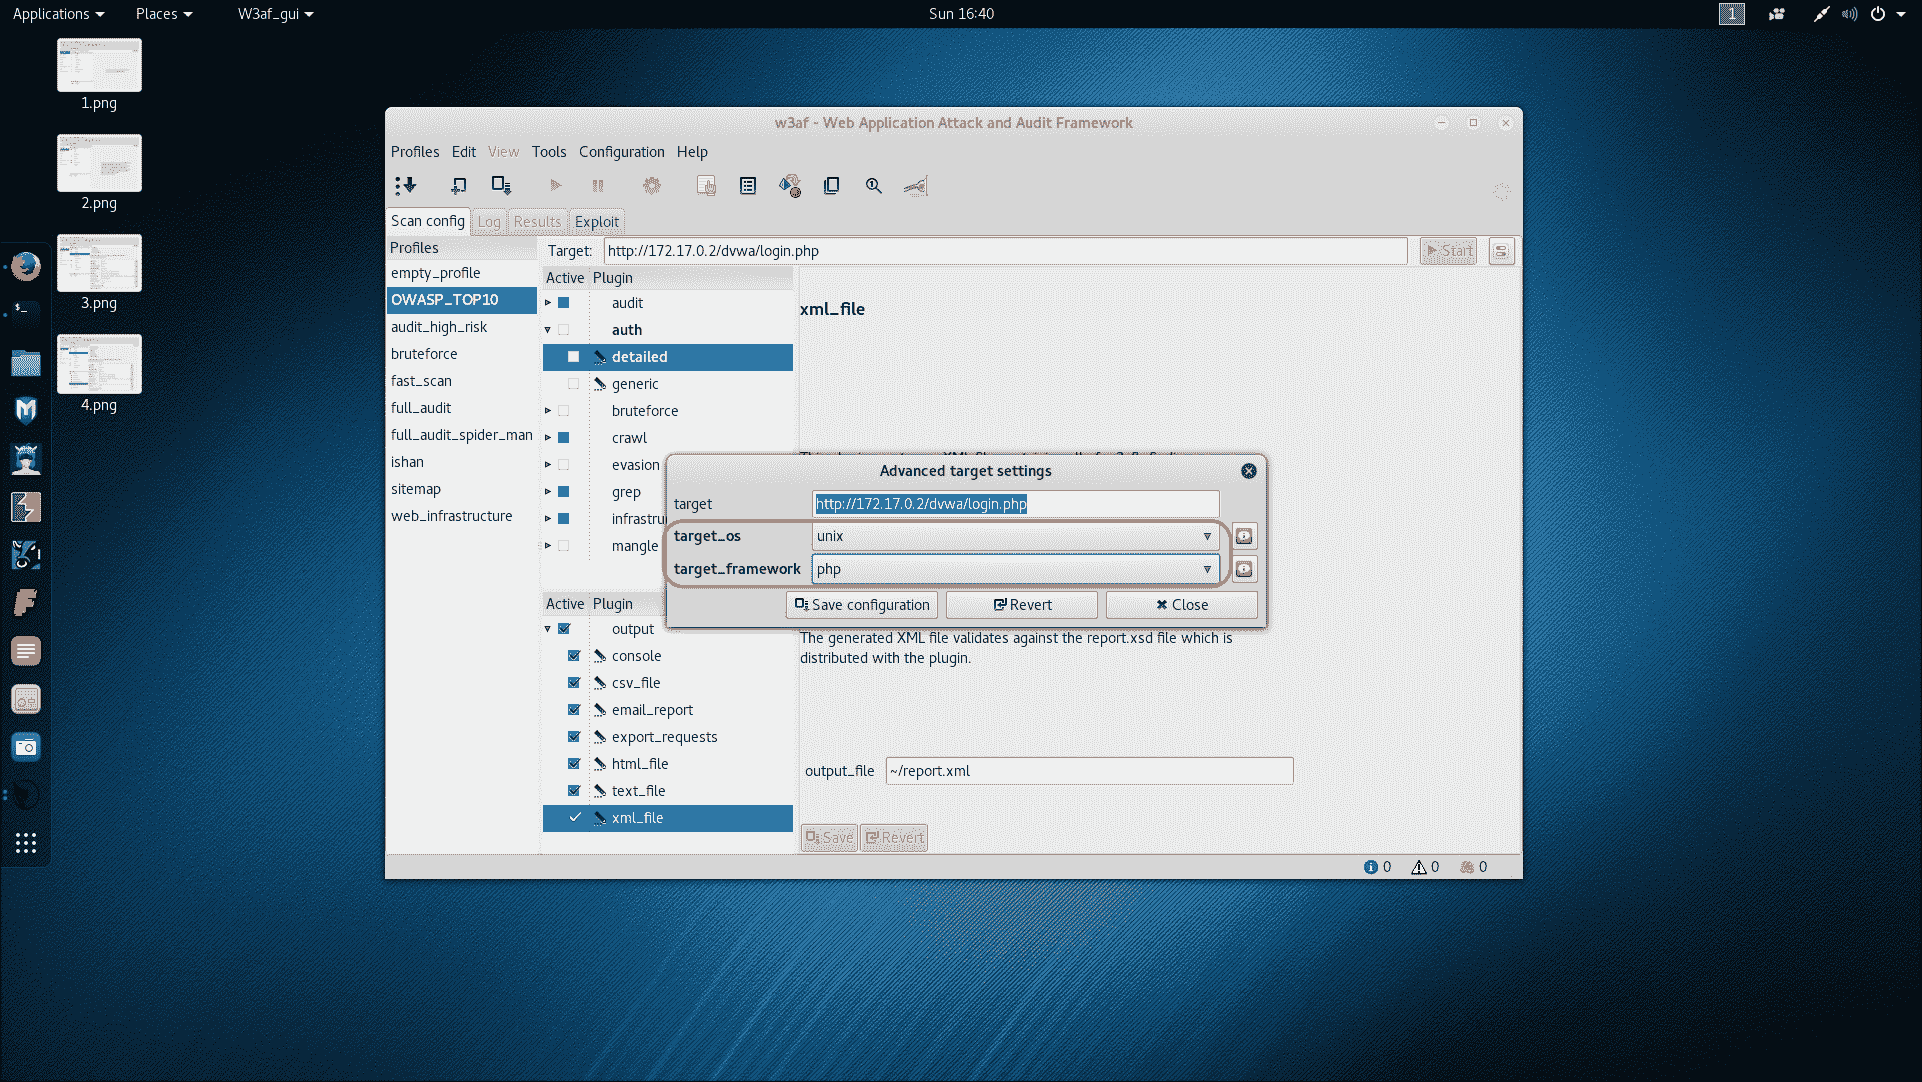 Applications Places W3af_gui Sun 16:40 1
1.png
2.png
3.png
4.png
w3af - Web Application Attack and Audit Framework
Profiles Edit View Tools Configuration Help
Scan config Log Results Exploit
Profiles
empty_profile
OWASP_TOP10
audit_high_risk
bruteforce
fast_scan
full_audit
full_audit_spider_man
ishan
sitemap
web_infrastructure
Target: http://172.17.0.2/dvwa/login.php Start
Active Plugin
audit
auth
detailed
generic
bruteforce
crawl
evasion
grep
infrastru
mangle
Active Plugin
output
console
csv_file
email_report
export_requests
html_file
text_file
xml_file
xml_file
Advanced target settings
target http://172.17.0.2/dvwa/login.php
target_os unix
target_framework php
Save configuration Revert Close
The generated XML file validates against the report.xsd file which is
distributed with the plugin.
output_file ~/report.xml
Save Revert
0 0 0